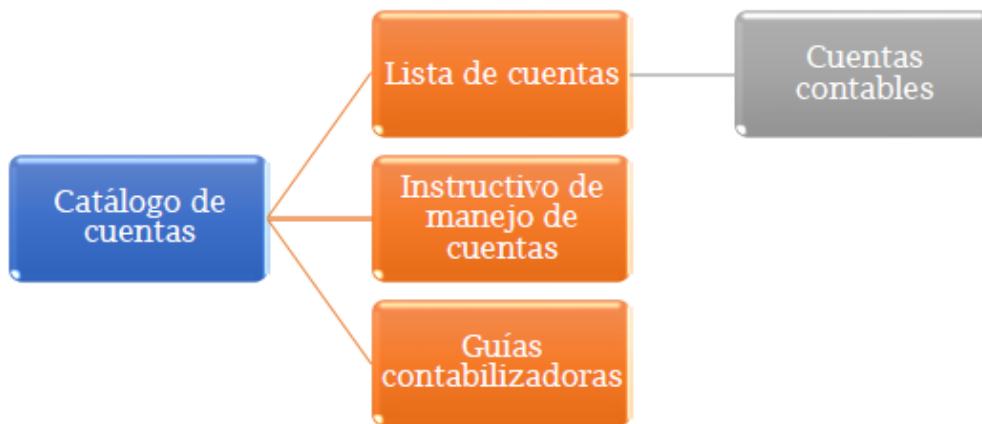 Catálogo de
cuentas
Lista de cuentas
Cuentas
contables
Instructivo de
manejo de
cuentas
Guías
contabilizadoras